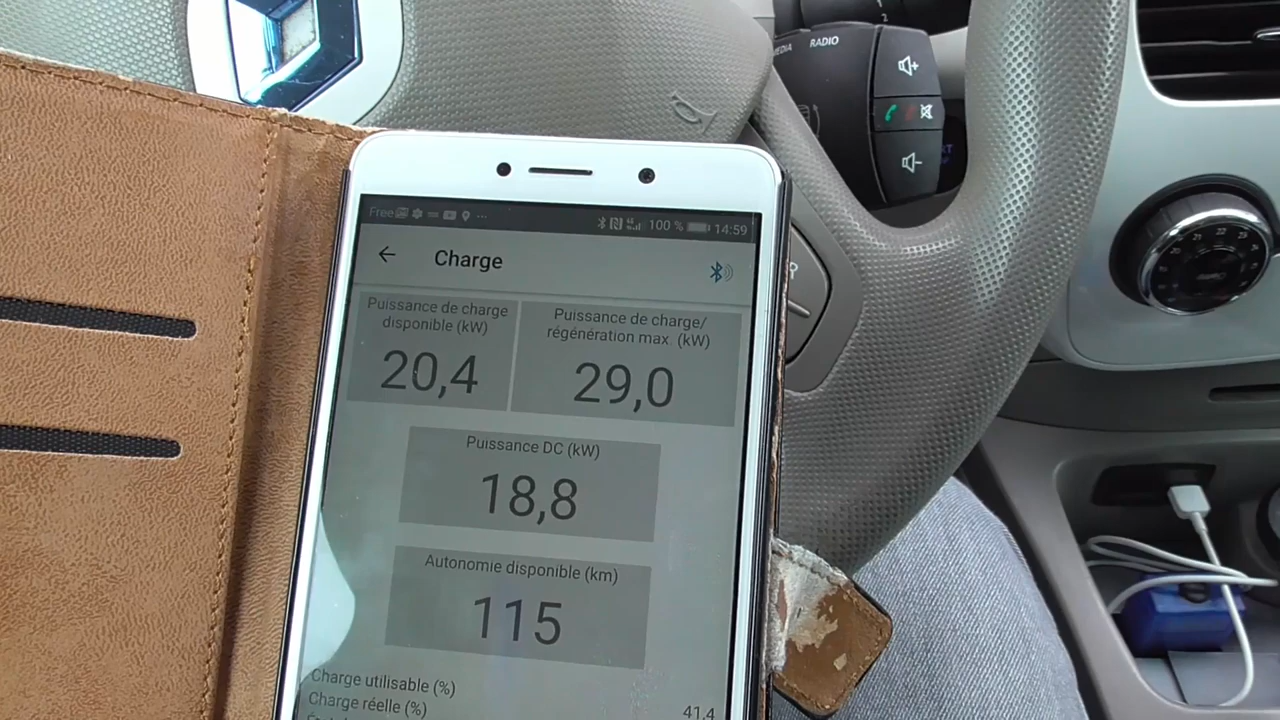 RADIO
Free
100 % 14:59
Charge
Puissance de charge
disponible (kW)
20,4
Puissance de charge/
régénération max. (kW)
29,0
Puissance DC (kW)
18,8
Autonomie disponible (km)
115
Charge utilisable (%)
Charge réelle (%)
41,4